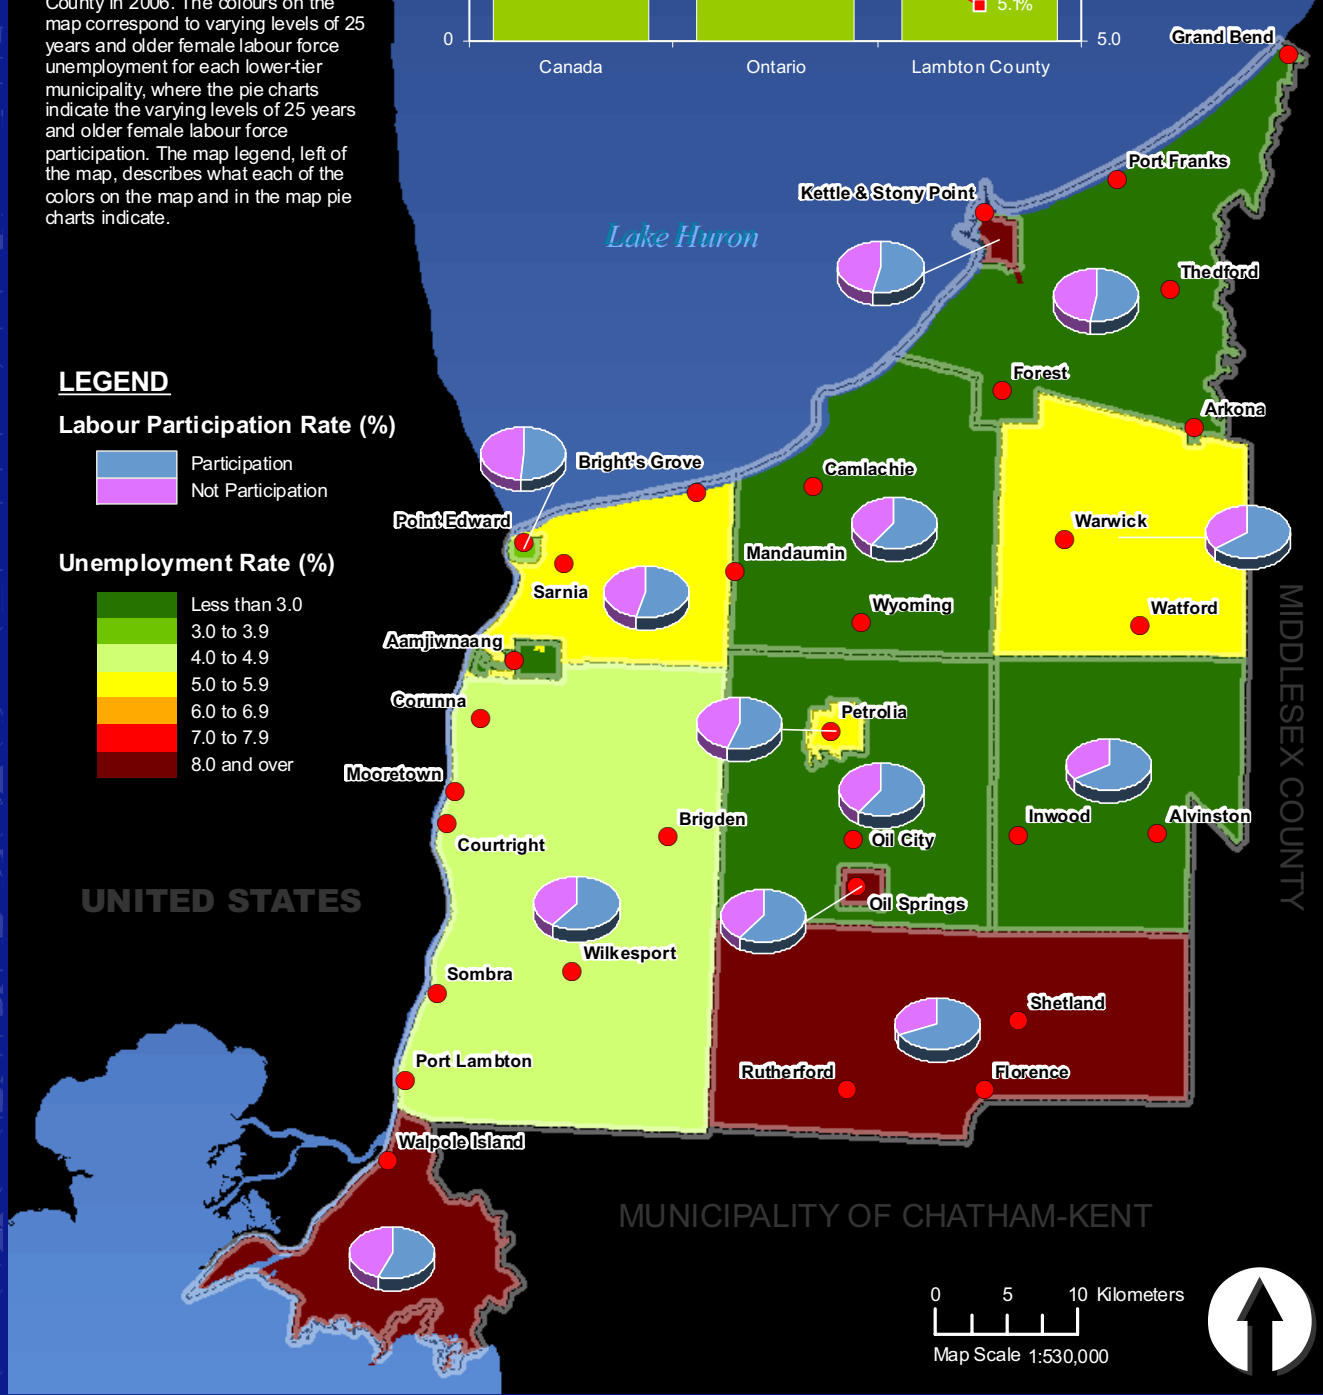 County in 2006. The colours on the
map correspond to varying levels of 25
years and older female labour force
unemployment for each lower-tier
municipality, where the pie charts
indicate the varying levels of 25 years
and older female labour force
participation. The map legend, left of
the map, describes what each of the
colors on the map and in the map pie
charts indicate.
5.1%
0
5.0
Canada
Ontario
Lambton County
Grand Bend
Port Franks
Kettle & Stony Point
Lake Huron
Thedford
Forest
Arkona
LEGEND
Labour Participation Rate (%)
Participation
Not Participation
Unemployment Rate (%)
Less than 3.0
3.0 to 3.9
4.0 to 4.9
5.0 to 5.9
6.0 to 6.9
7.0 to 7.9
8.0 and over
Bright's Grove
Camlachie
Point Edward
Warwick
Mandaumin
Sarnia
Wyoming
Watford
Aamjiwnaang
Corunna
Petrolia
Mooretown
Brigden
Inwood
Alvinston
Courtright
Oil City
MIDDLESEX COUNTY
UNITED STATES
Oil Springs
Wilkesport
Sombra
Shetland
Port Lambton
Rutherford
Florence
Walpole Island
MUNICIPALITY OF CHATHAM-KENT
0 5 10 Kilometers
Map Scale 1:530,000